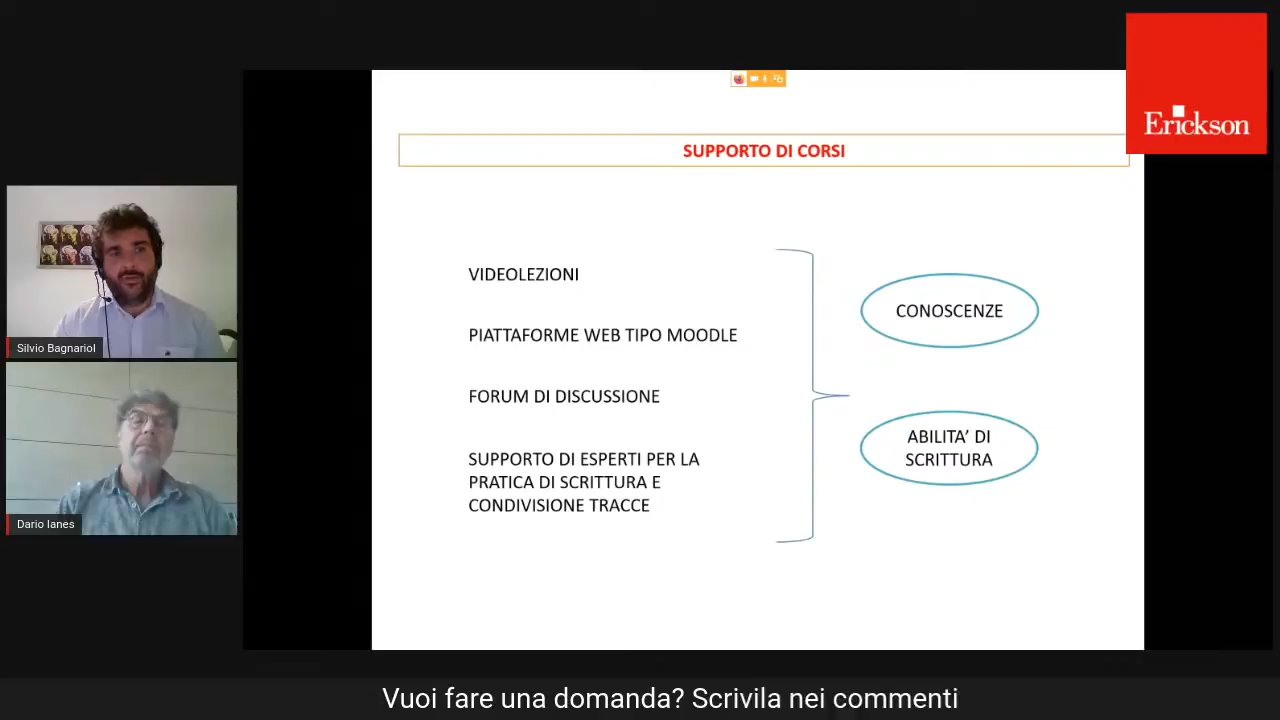 Erickson
SUPPORTO DI CORSI
VIDEOLEZIONI
PIATTAFORME WEB TIPO MOODLE
FORUM DI DISCUSSIONE
SUPPORTO DI ESPERTI PER LA
PRATICA DI SCRITTURA E
CONDIVISIONE TRACCE
CONOSCENZE
ABILITA’ DI
SCRITTURA
Silvio Bagnariol
Dario Ianes
Vuoi fare una domanda? Scrivila nei commenti